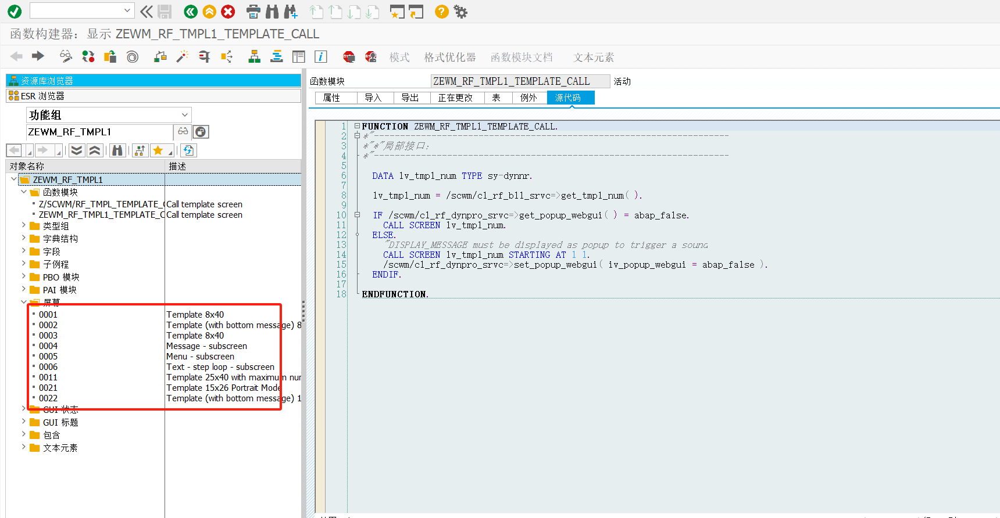 函数构建器: 显示 ZEWM_RF_TMPL1_TEMPLATE_CALL
模式 格式优化器 函数模块文档 文本元素
资源库浏览器
ESR 浏览器
功能组
ZEWM_RF_TMPL1
对象名称 描述
ZEWM_RF_TMPL1
函数模块
Z/SCWM/RF_TMPL_TEMPLATE_C Call template screen
ZEWM_RF_TMPL1_TEMPLATE_C Call template screen
类型组
字典结构
字段
子例程
PBO 模块
PAI 模块
屏幕
0001 Template 8x40
0002 Template (with bottom message) 8
0003 Template 8x40
0004 Message - subscreen
0005 Menu - subscreen
0006 Text - step loop - subscreen
0011 Template 25x40 with maximum nur
0021 Template 15x26 Portrait Mode
0022 Template (with bottom message) 1
GUI 状态
GUI 标题
包含
文本元素
函数模块 ZEWM_RF_TMPL1_TEMPLATE_CALL 活动
属性 导入 导出 正在更改 表 例外 源代码
1 FUNCTION ZEWM_RF_TMPL1_TEMPLATE_CALL.
2 *"----------------------------------------------------------------------
3 *"*"局部接口:
4 *"----------------------------------------------------------------------
5
6 DATA lv_tmpl_num TYPE sy-dynnr.
7
8 lv_tmpl_num = /scwm/cl_rf_bll_srvc=>get_tmpl_num( ).
9
10 IF /scwm/cl_rf_dynpro_srvc=>get_popup_webgui( ) = abap_false.
11 CALL SCREEN lv_tmpl_num.
12 ELSE.
13 "DISPLAY_MESSAGE must be displayed as popup to trigger a sound
14 CALL SCREEN lv_tmpl_num STARTING AT 1 1.
15 /scwm/cl_rf_dynpro_srvc=>set_popup_webgui( iv_popup_webgui = abap_false ).
16 ENDIF.
17
18 ENDFUNCTION.